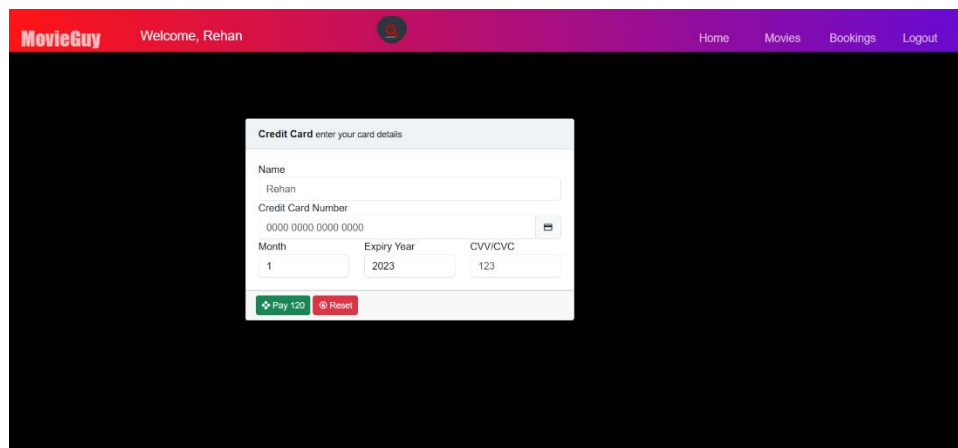 MovieGuy Welcome, Rehan Home Movies Bookings Logout
Credit Card enter your card details
Name
Rehan
Credit Card Number
0000 0000 0000 0000
Month Expiry Year CVV/CVC
1 2023 123
Pay 120 Reset